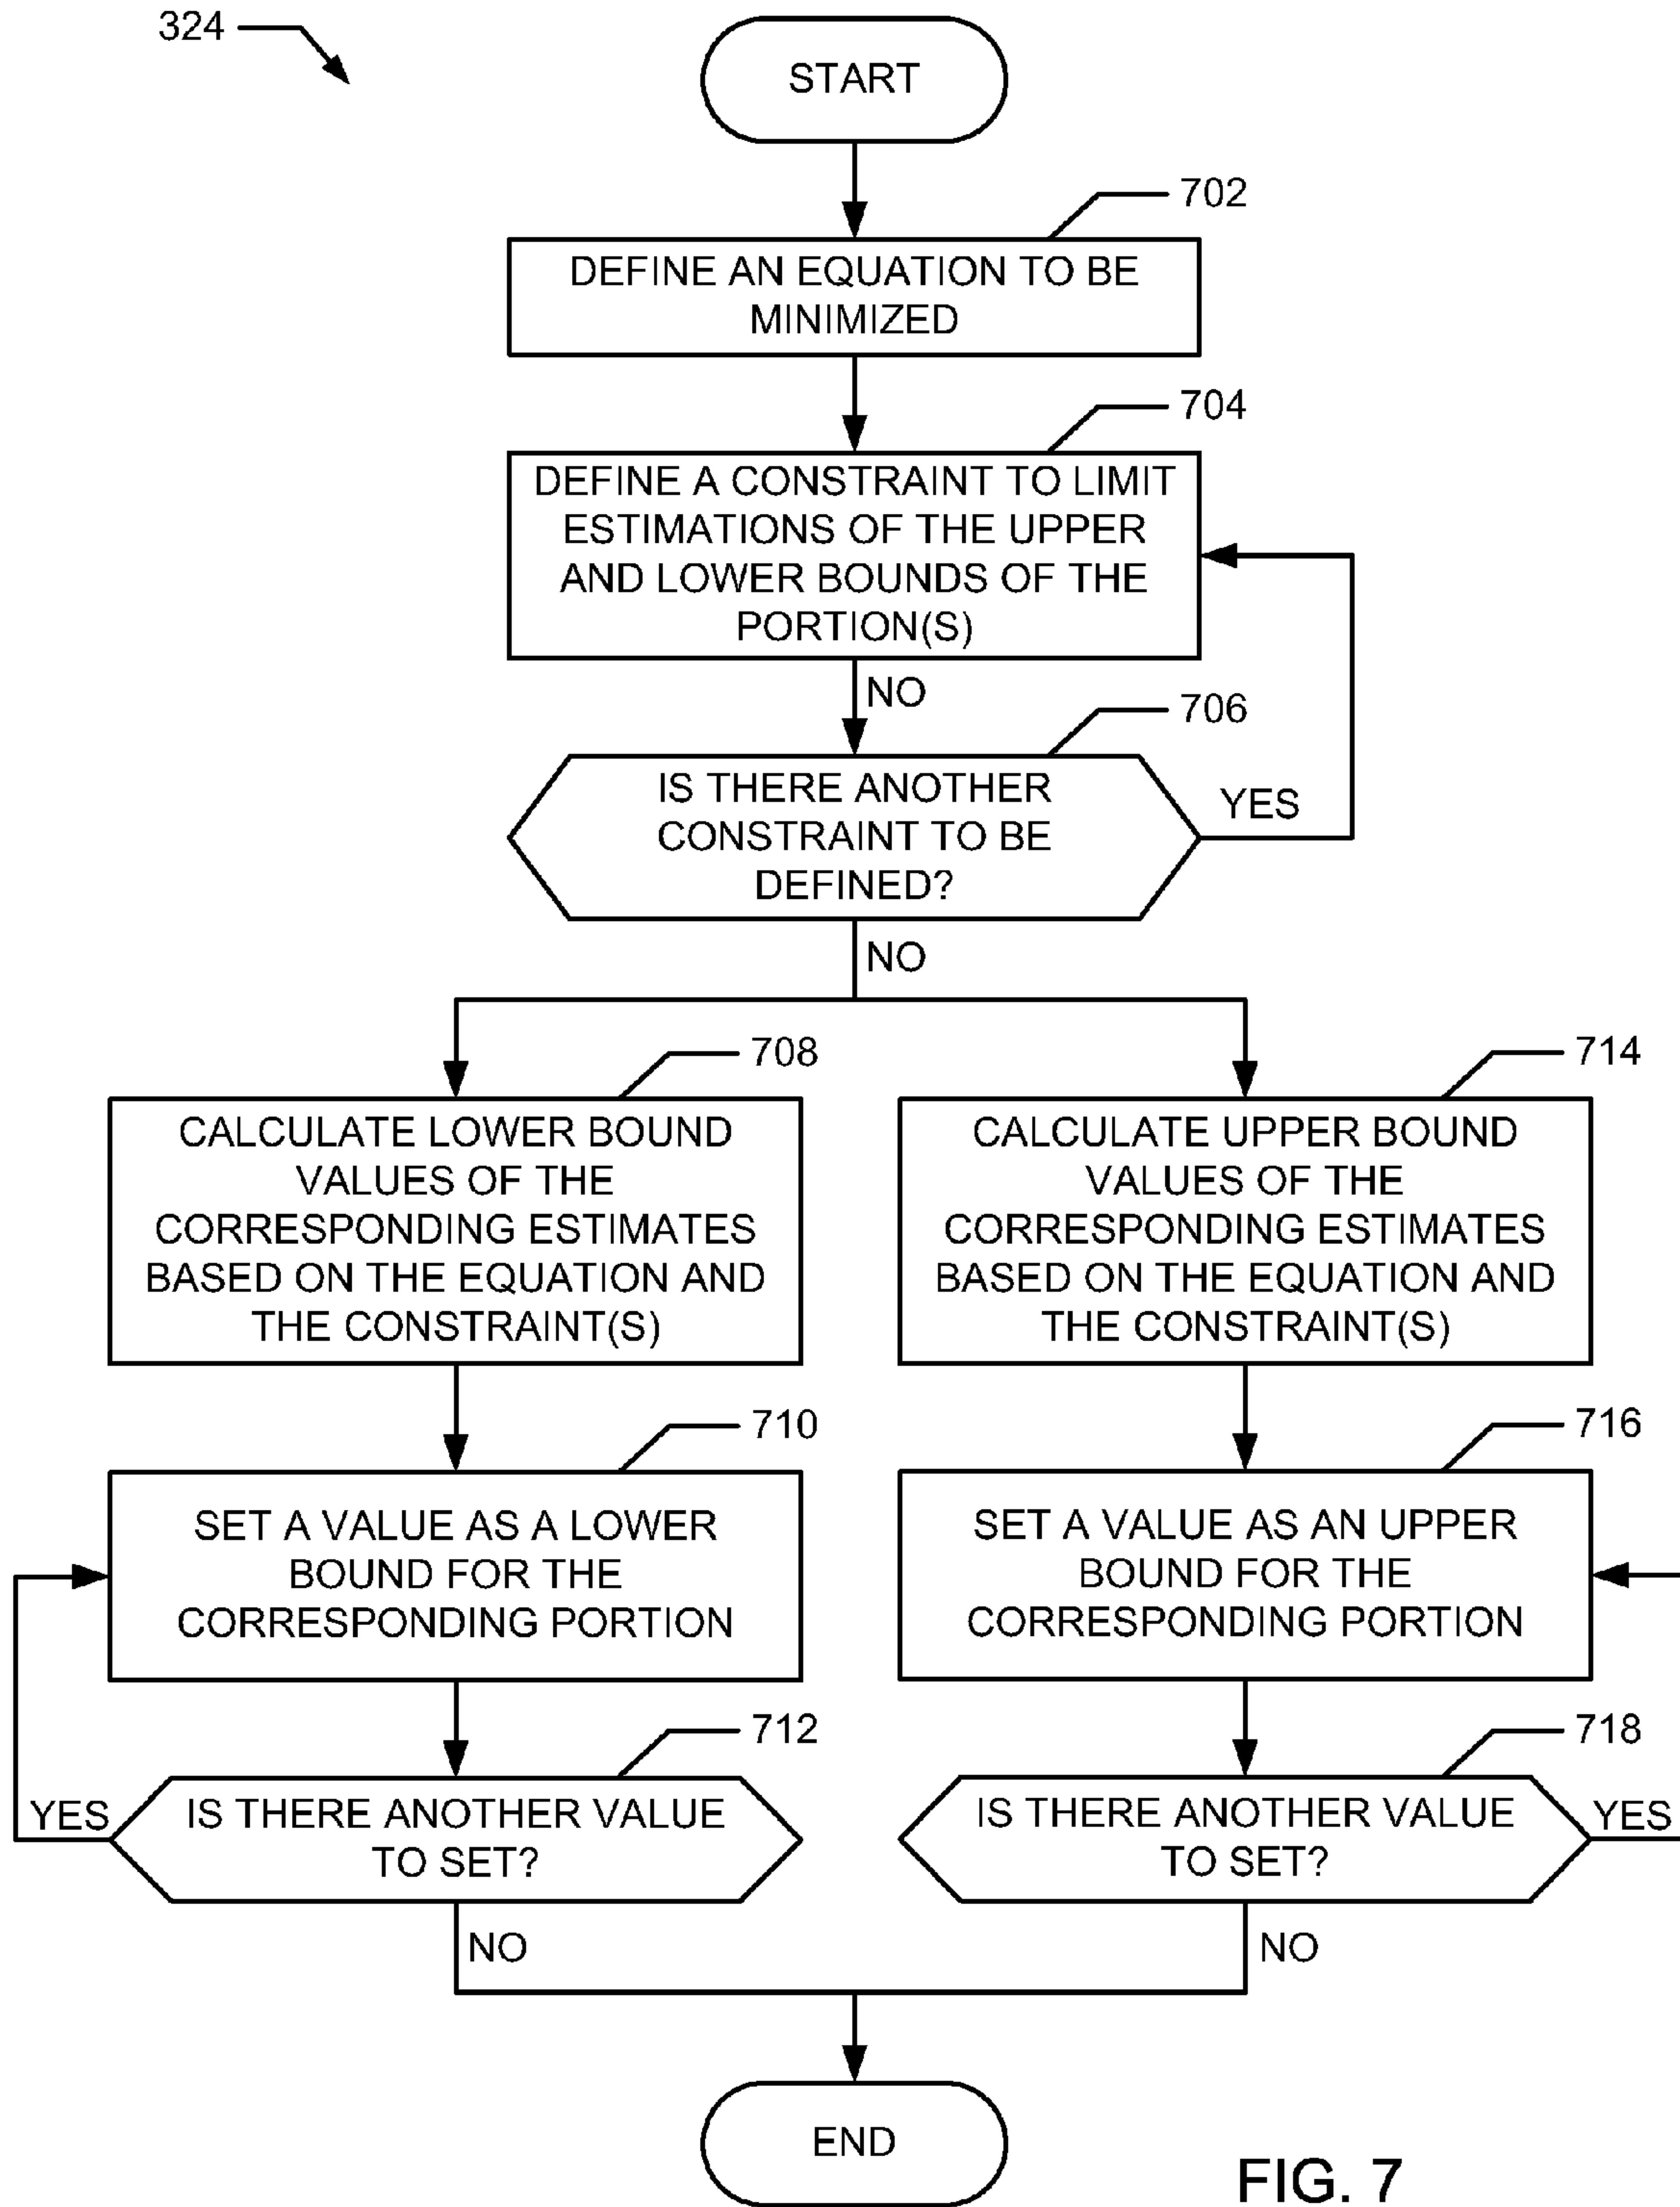 324
START
702
DEFINE AN EQUATION TO BE
MINIMIZED
704
DEFINE A CONSTRAINT TO LIMIT
ESTIMATIONS OF THE UPPER
AND LOWER BOUNDS OF THE
PORTION(S)
NO
706
IS THERE ANOTHER
CONSTRAINT TO BE
DEFINED?
YES
NO
708
CALCULATE LOWER BOUND
VALUES OF THE
CORRESPONDING ESTIMATES
BASED ON THE EQUATION AND
THE CONSTRAINT(S)
710
SET A VALUE AS A LOWER
BOUND FOR THE
CORRESPONDING PORTION
712
IS THERE ANOTHER VALUE
TO SET?
YES
NO
714
CALCULATE UPPER BOUND
VALUES OF THE
CORRESPONDING ESTIMATES
BASED ON THE EQUATION AND
THE CONSTRAINT(S)
716
SET A VALUE AS AN UPPER
BOUND FOR THE
CORRESPONDING PORTION
718
IS THERE ANOTHER VALUE
TO SET?
YES
NO
END
FIG. 7